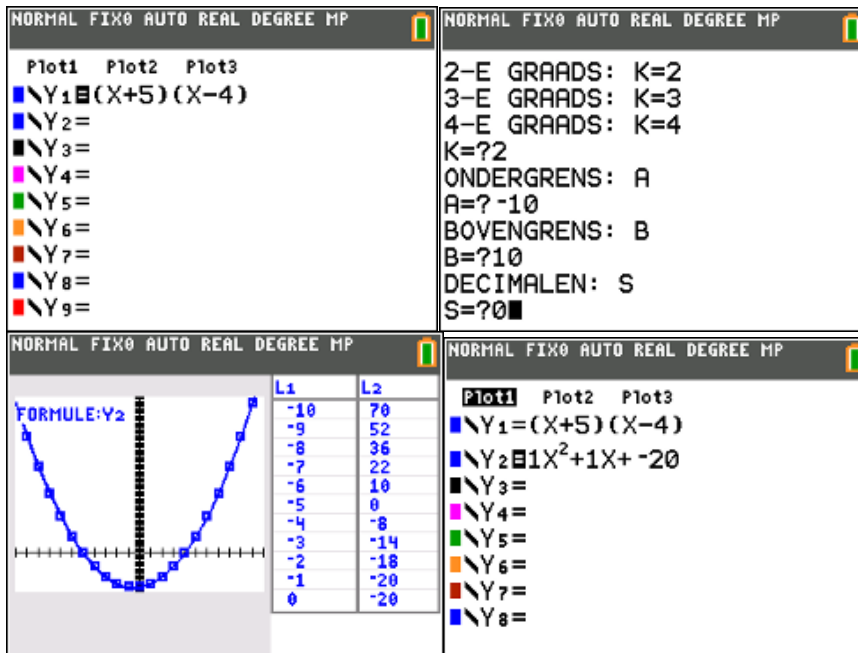 NORMAL FIX0 AUTO REAL DEGREE MP
Plot1 Plot2 Plot3
\Y1=(X+5)(X-4)
\Y2=
\Y3=
\Y4=
\Y5=
\Y6=
\Y7=
\Y8=
\Y9=
NORMAL FIX0 AUTO REAL DEGREE MP
2-E GRAADS: K=2
3-E GRAADS: K=3
4-E GRAADS: K=4
K=?2
ONDERGRENS: A
A=?-10
BOVENGRENS: B
B=?10
DECIMALEN: S
S=?0
NORMAL FIX0 AUTO REAL DEGREE MP
FORMULE:Y2
L1 L2
-10 70
-9 52
-8 36
-7 22
-6 10
-5 0
-4 -8
-3 -14
-2 -18
-1 -20
0 -20
NORMAL FIX0 AUTO REAL DEGREE MP
Plot1 Plot2 Plot3
\Y1=(X+5)(X-4)
\Y2=1X²+1X+-20
\Y3=
\Y4=
\Y5=
\Y6=
\Y7=
\Y8=